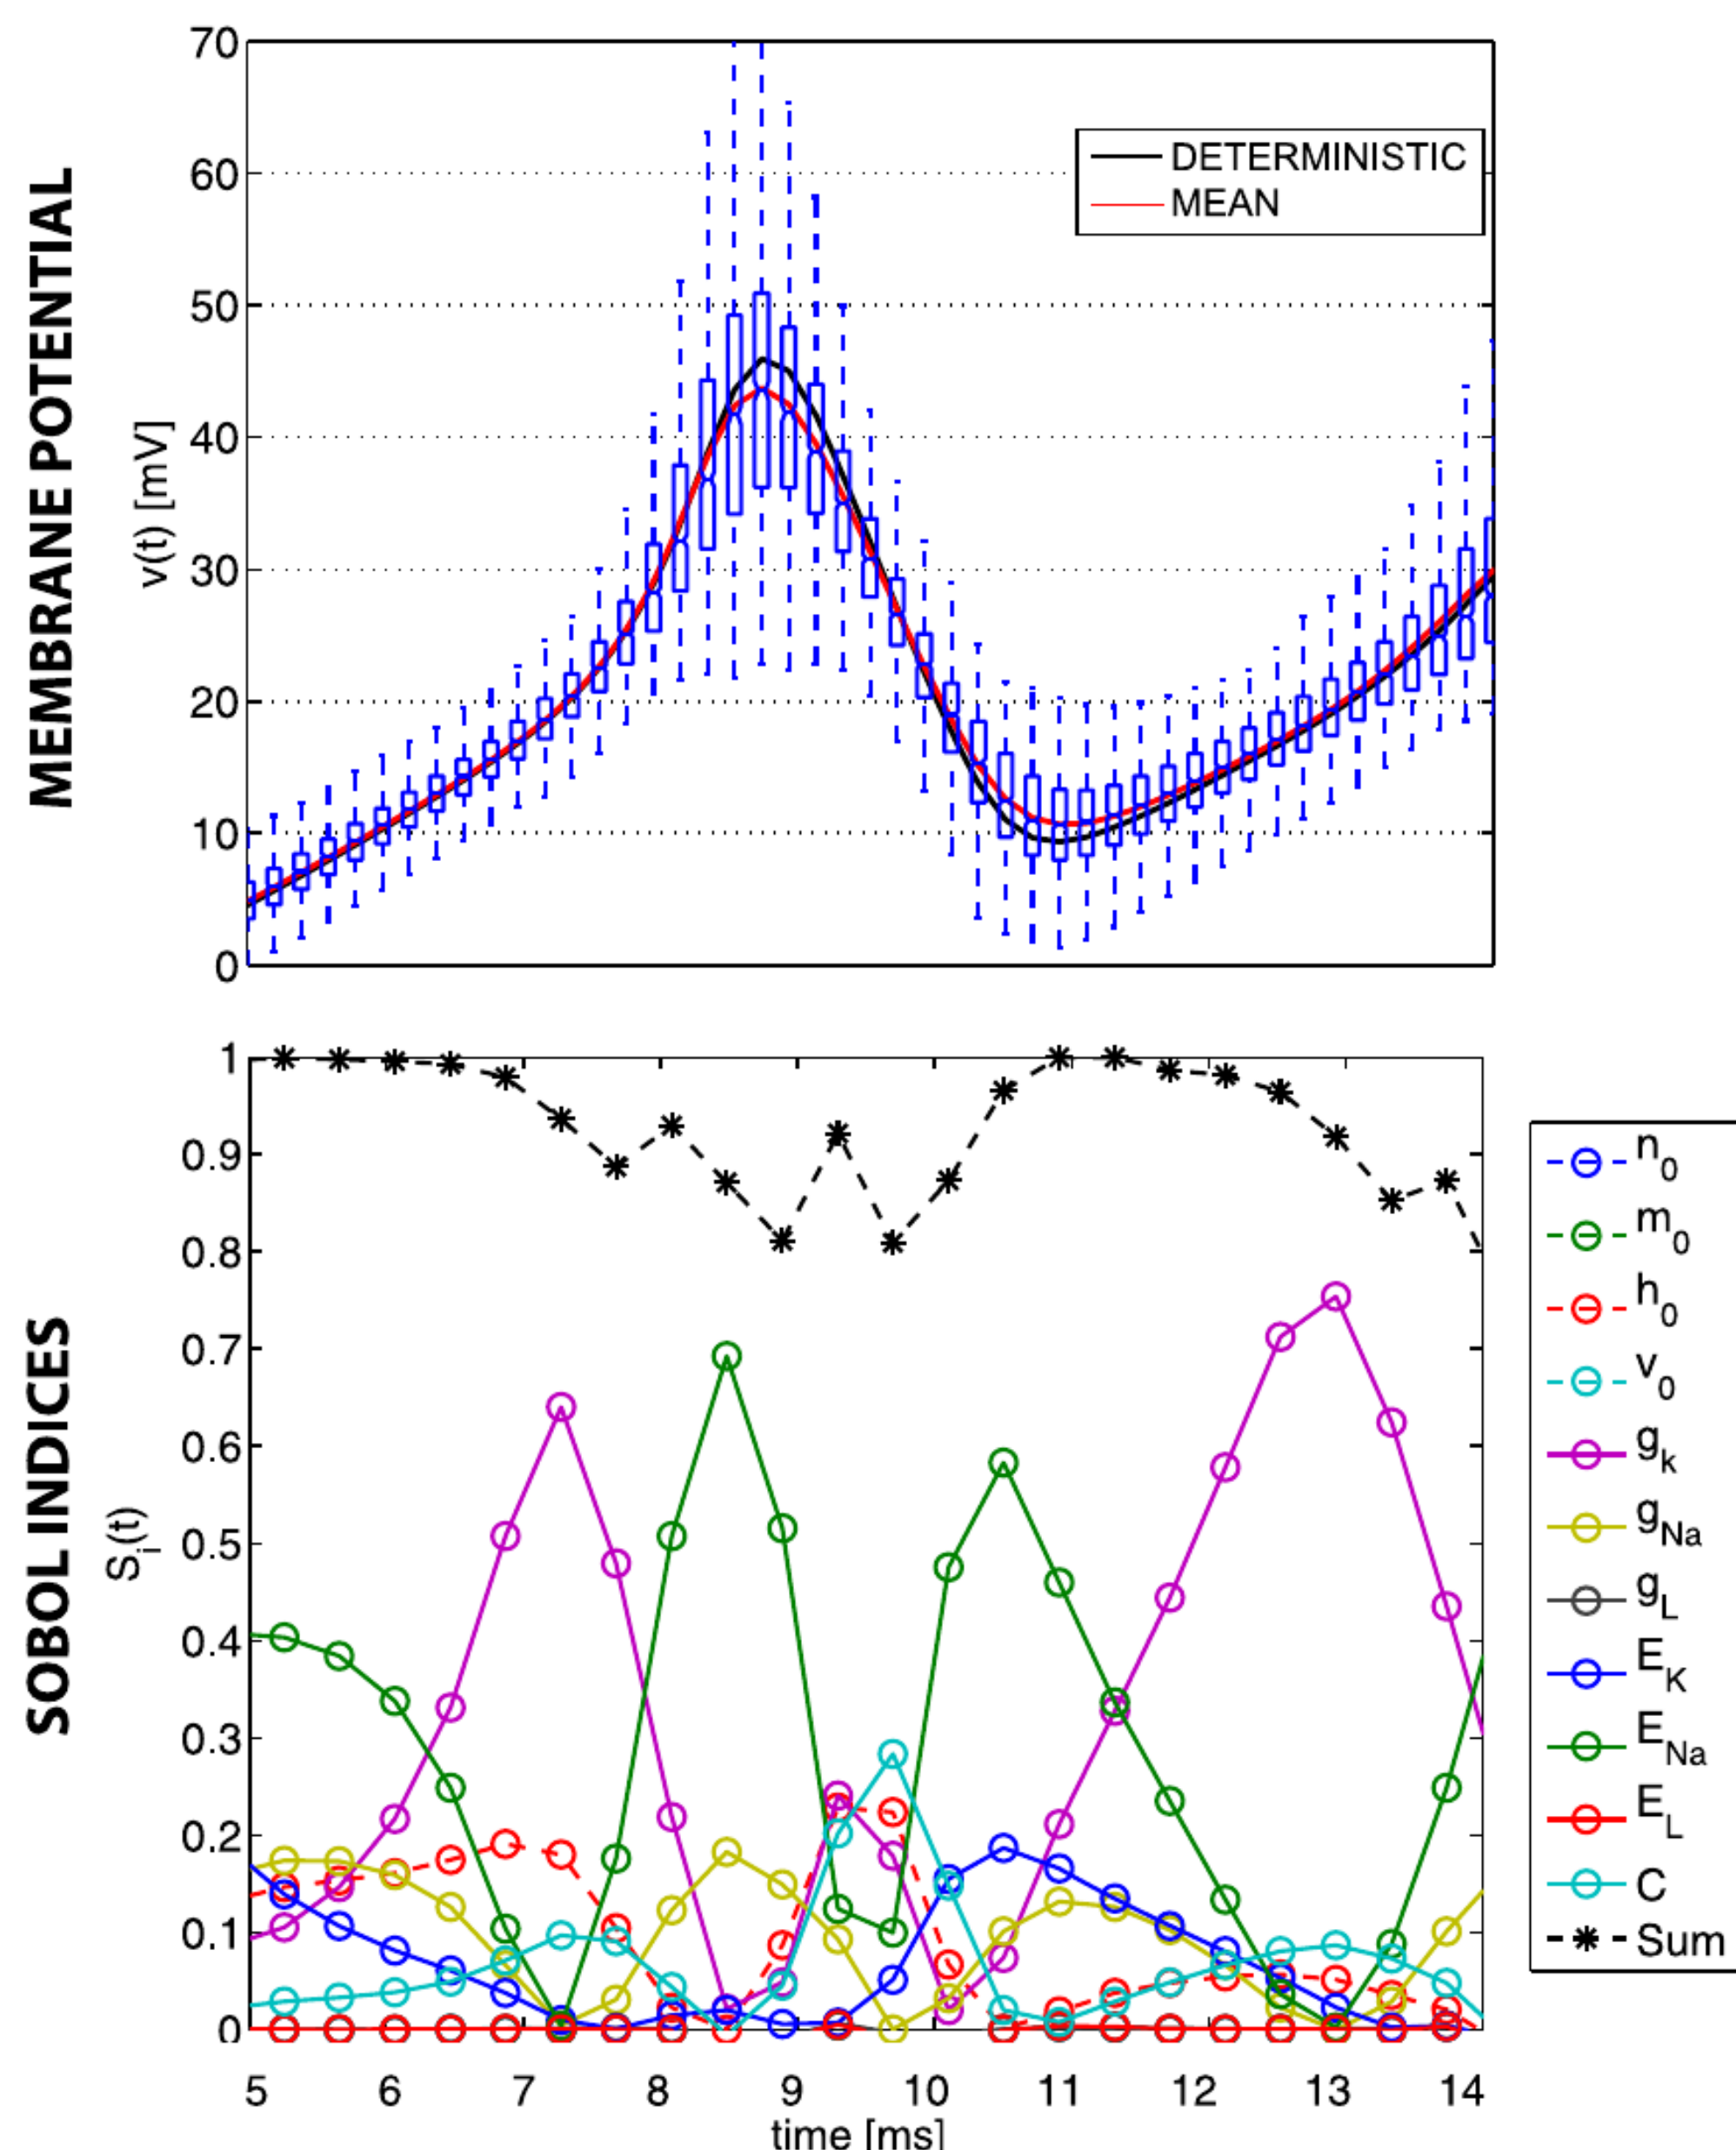 MEMBRANE POTENTIAL
v(t) [mV]
70
60
50
40
30
20
10
0
DETERMINISTIC
MEAN
SOBOL INDICES
S_i(t)
1
0.9
0.8
0.7
0.6
0.5
0.4
0.3
0.2
0.1
0
5 6 7 8 9 10 11 12 13 14
time [ms]
n_0
m_0
h_0
v_0
g_k
g_Na
g_L
E_K
E_Na
E_L
C
Sum